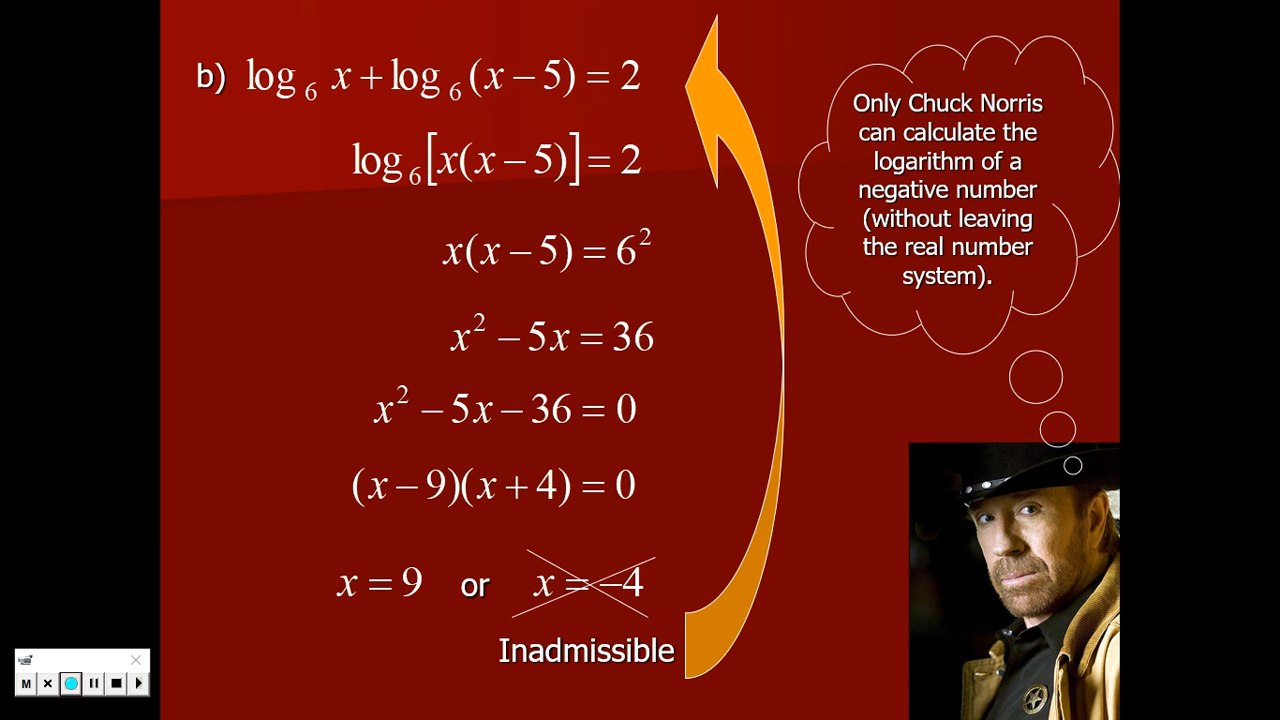 b) log₆ x + log₆ (x − 5) = 2
log₆ [x(x − 5)] = 2
x(x − 5) = 6²
x² − 5x = 36
x² − 5x − 36 = 0
(x − 9)(x + 4) = 0
x = 9 or x = −4
Inadmissible
Only Chuck Norris
can calculate the
logarithm of a
negative number
(without leaving
the real number
system).
M